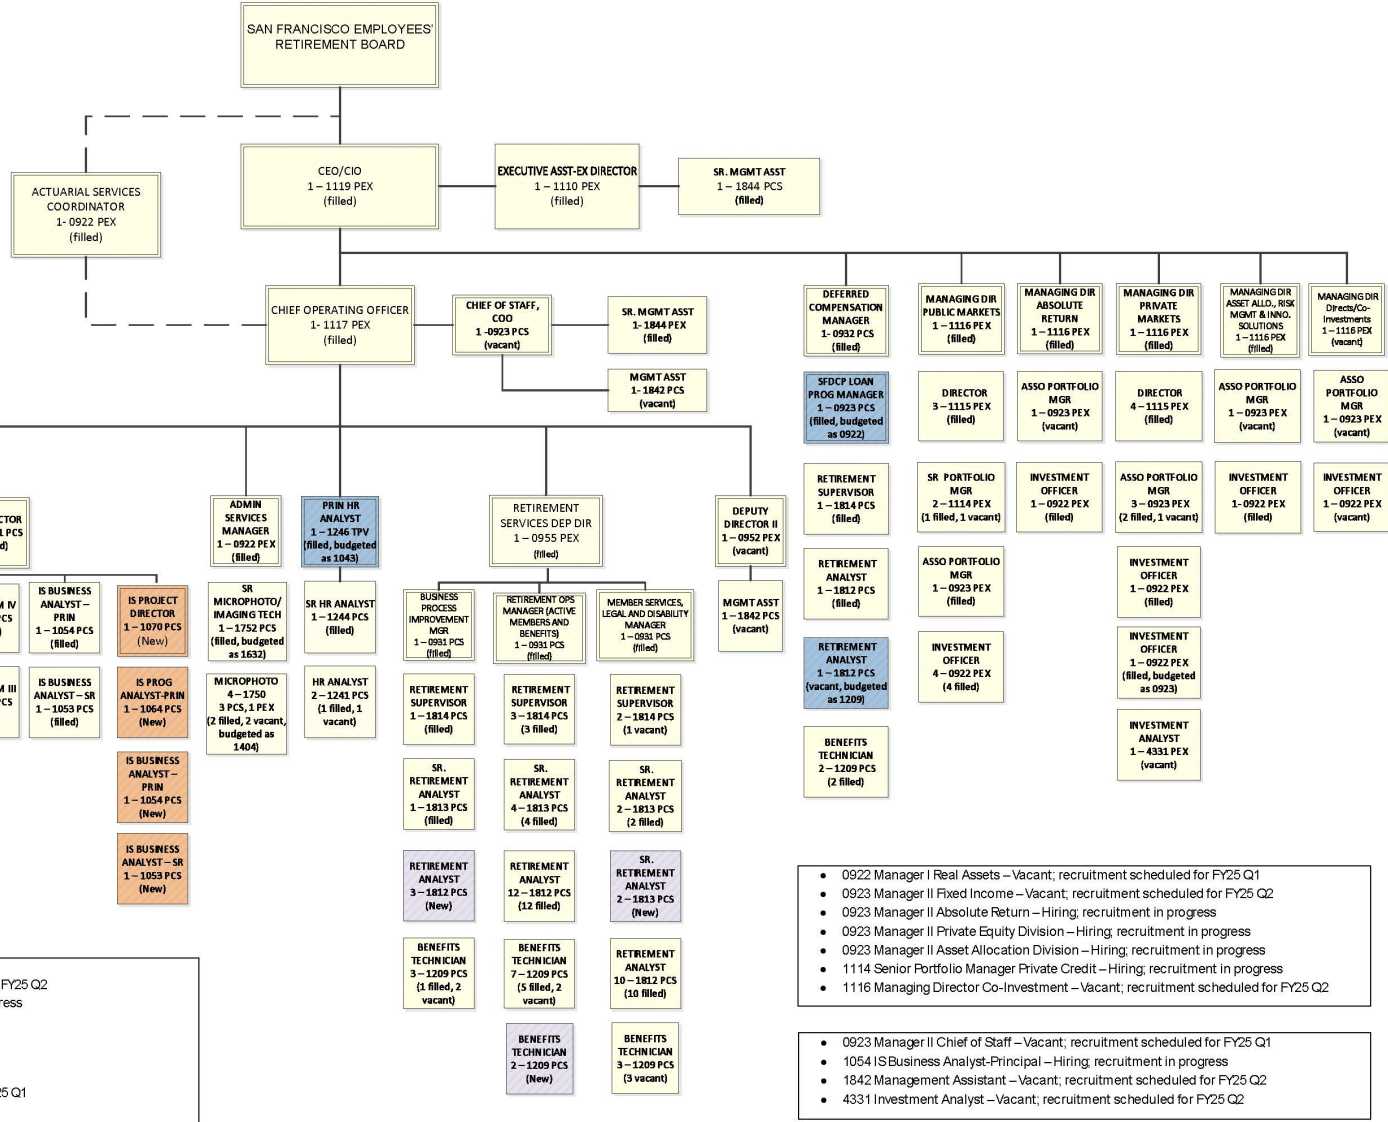 SAN FRANCISCO EMPLOYEES'
RETIREMENT BOARD
CEO/CIO
1 – 1119 PEX
(filled)
EXECUTIVE ASST-EX DIRECTOR
1 – 1110 PEX
(filled)
SR. MGMT ASST
1 – 1844 PCS
(filled)
ACTUARIAL SERVICES
COORDINATOR
1- 0922 PEX
(filled)
CHIEF OPERATING OFFICER
1- 1117 PEX
(filled)
CHIEF OF STAFF,
COO
1 -0923 PCS
(vacant)
SR. MGMT ASST
1- 1844 PEX
(filled)
MGMT ASST
1- 1842 PCS
(vacant)
DEFERRED
COMPENSATION
MANAGER
1- 0932 PCS
(filled)
MANAGING DIR
PUBLIC MARKETS
1 – 1116 PEX
(filled)
MANAGING DIR
ABSOLUTE
RETURN
1 – 1116 PEX
(filled)
MANAGING DIR
PRIVATE
MARKETS
1 – 1116 PEX
(filled)
MANAGING DIR
ASSET ALLO., RISK
MGMT & INNO.
SOLUTIONS
1 – 1116 PEX
(filled)
MANAGING DIR
Directs/Co-
Investments
1 – 1116 PEX
(vacant)
SFDCP LOAN
PROG MANAGER
1 – 0923 PCS
(filled, budgeted
as 0922)
DIRECTOR
3 – 1115 PEX
(filled)
ASSO PORTFOLIO
MGR
1 – 0923 PCS
(vacant)
DIRECTOR
4 – 1115 PEX
(filled)
ASSO PORTFOLIO
MGR
1 – 0923 PCS
(vacant)
ASSO
PORTFOLIO
MGR
1 – 0923 PCS
(vacant)
RETIREMENT
SUPERVISOR
1 – 1814 PCS
(filled)
SR PORTFOLIO
MGR
2 – 1114 PEX
(1 filled, 1 vacant)
INVESTMENT
OFFICER
1 – 0922 PEX
(filled)
ASSO PORTFOLIO
MGR
3 – 0923 PEX
(2 filled, 1 vacant)
INVESTMENT
OFFICER
1- 0922 PEX
(filled)
INVESTMENT
OFFICER
1 – 0922 PEX
(vacant)
RETIREMENT
ANALYST
1 – 1812 PCS
(filled)
ASSO PORTFOLIO
MGR
1 – 0923 PEX
(filled)
INVESTMENT
OFFICER
1 – 0922 PEX
(filled)
RETIREMENT
ANALYST
1 – 1812 PCS
(vacant, budgeted
as 1209)
INVESTMENT
OFFICER
4 – 0922 PEX
(4 filled)
INVESTMENT
OFFICER
1 – 0922 PEX
(filled, budgeted
as 0923)
BENEFITS
TECHNICIAN
2 – 1209 PCS
(2 filled)
INVESTMENT
ANALYST
1 – 4331 PEX
(vacant)
CTOR
1 PCS
d)
ADMIN
SERVICES
MANAGER
1 – 0922 PEX
(filled)
PRIN HR
ANALYST
1 – 1246 TPV
(filled, budgeted
as 1043)
RETIREMENT
SERVICES DEP DIR
1 – 0955 PEX
(filled)
DEPUTY
DIRECTOR II
1 – 0952 PEX
(vacant)
M IV
PCS
)
IS BUSINESS
ANALYST –
PRIN
1 – 1054 PCS
(filled)
IS PROJECT
DIRECTOR
1 – 1070 PCS
(New)
SR
MICROPHOTO/
IMAGING TECH
1 – 1752 PCS
(filled, budgeted
as 1632)
SR HR ANALYST
1 – 1244 PCS
(filled)
BUSINESS
PROCESS
IMPROVEMENT
MGR
1 – 0931 PCS
(filled)
RETIREMENT OPS
MANAGER (ACTIVE
MEMBERS AND
BENEFITS)
1 – 0931 PCS
(filled)
MEMBER SERVICES,
LEGAL AND DISABILITY
MANAGER
1 – 0931 PCS
(filled)
MGMT ASST
1 – 1842 PCS
(vacant)
M III
PCS
IS BUSINESS
ANALYST – SR
1 – 1053 PCS
(filled)
IS PROG
ANALYST-PRIN
1 – 1064 PCS
(New)
MICROPHOTO
4 – 1750
3 PCS, 1 PEX
(2 filled, 2 vacant,
budgeted as
1404)
HR ANALYST
2 – 1241 PCS
(1 filled, 1
vacant)
RETIREMENT
SUPERVISOR
1 – 1814 PCS
(filled)
RETIREMENT
SUPERVISOR
3 – 1814 PCS
(3 filled)
RETIREMENT
SUPERVISOR
2 – 1814 PCS
(1 vacant)
IS BUSINESS
ANALYST –
PRIN
1 – 1054 PCS
(New)
SR.
RETIREMENT
ANALYST
1 – 1813 PCS
(filled)
SR.
RETIREMENT
ANALYST
4 – 1813 PCS
(4 filled)
SR.
RETIREMENT
ANALYST
2 – 1813 PCS
(2 filled)
IS BUSINESS
ANALYST – SR
1 – 1053 PCS
(New)
RETIREMENT
ANALYST
3 – 1812 PCS
(New)
RETIREMENT
ANALYST
12 – 1812 PCS
(12 filled)
SR.
RETIREMENT
ANALYST
2 – 1813 PCS
(New)
BENEFITS
TECHNICIAN
3 – 1209 PCS
(1 filled, 2
vacant)
BENEFITS
TECHNICIAN
7 – 1209 PCS
(5 filled, 2
vacant)
RETIREMENT
ANALYST
10 – 1812 PCS
(10 filled)
BENEFITS
TECHNICIAN
2 – 1209 PCS
(New)
BENEFITS
TECHNICIAN
3 – 1209 PCS
(3 vacant)
FY25 Q2
ress
25 Q1
• 0922 Manager I Real Assets – Vacant; recruitment scheduled for FY25 Q1
• 0923 Manager II Fixed Income – Vacant; recruitment scheduled for FY25 Q2
• 0923 Manager II Absolute Return – Hiring; recruitment in progress
• 0923 Manager II Private Equity Division – Hiring; recruitment in progress
• 0923 Manager II Asset Allocation Division – Hiring; recruitment in progress
• 1114 Senior Portfolio Manager Private Credit – Hiring; recruitment in progress
• 1116 Managing Director Co-Investment – Vacant; recruitment scheduled for FY25 Q2
• 0923 Manager II Chief of Staff – Vacant; recruitment scheduled for FY25 Q1
• 1054 IS Business Analyst-Principal – Hiring; recruitment in progress
• 1842 Management Assistant – Vacant; recruitment scheduled for FY25 Q2
• 4331 Investment Analyst – Vacant; recruitment scheduled for FY25 Q2